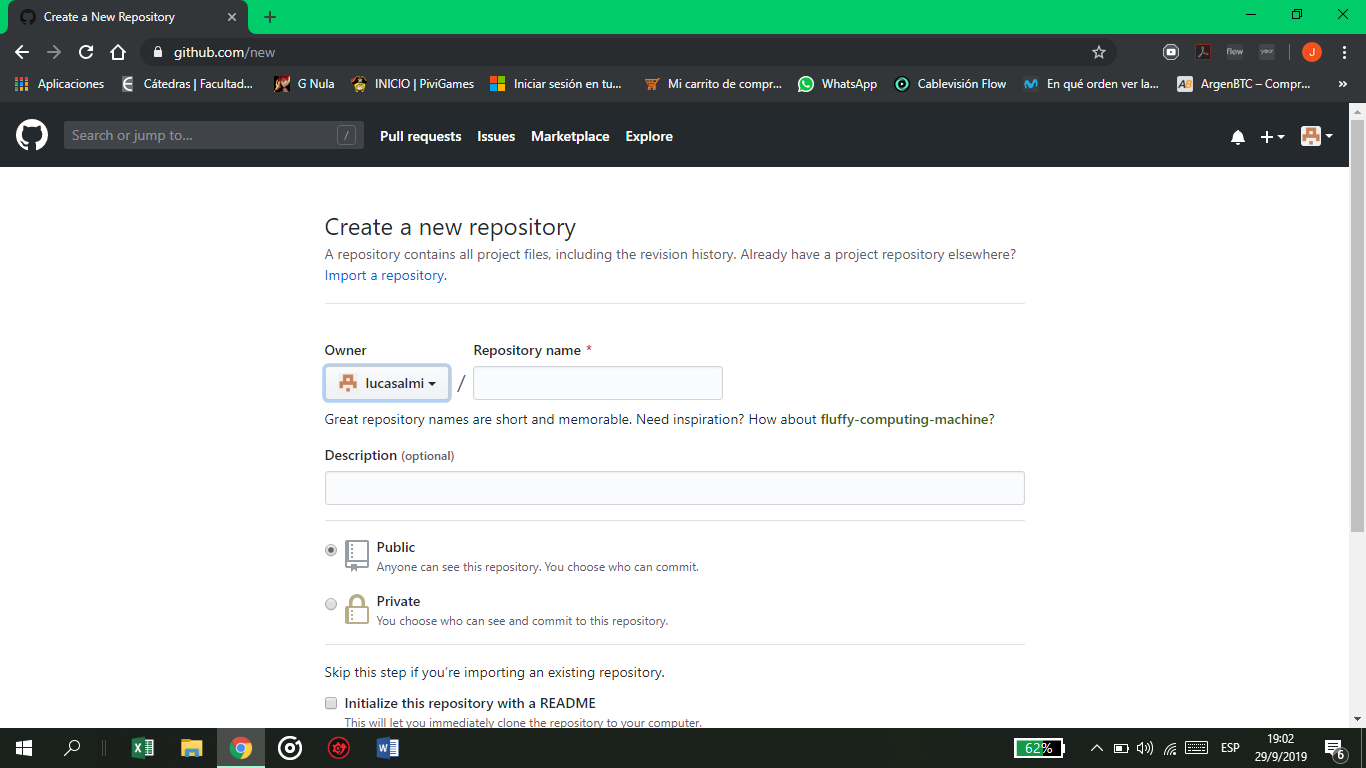 Create a New Repository
github.com/new
flow
your
J
Aplicaciones
Cátedras | Facultad...
G Nula
INICIO | PiviGames
Iniciar sesión en tu...
Mi carrito de compr...
WhatsApp
Cablevisión Flow
En qué orden ver la...
AB
ArgenBTC – Compr...
»
Search or jump to...
/
Pull requests
Issues
Marketplace
Explore
Create a new repository
A repository contains all project files, including the revision history. Already have a project repository elsewhere?
Import a repository.
Owner
Repository name *
lucasalmi
/
Great repository names are short and memorable. Need inspiration? How about fluffy-computing-machine?
Description (optional)
Public
Anyone can see this repository. You choose who can commit.
Private
You choose who can see and commit to this repository.
Skip this step if you’re importing an existing repository.
Initialize this repository with a README
This will let you immediately clone the repository to your computer.
62%
ESP
19:02
29/9/2019
6